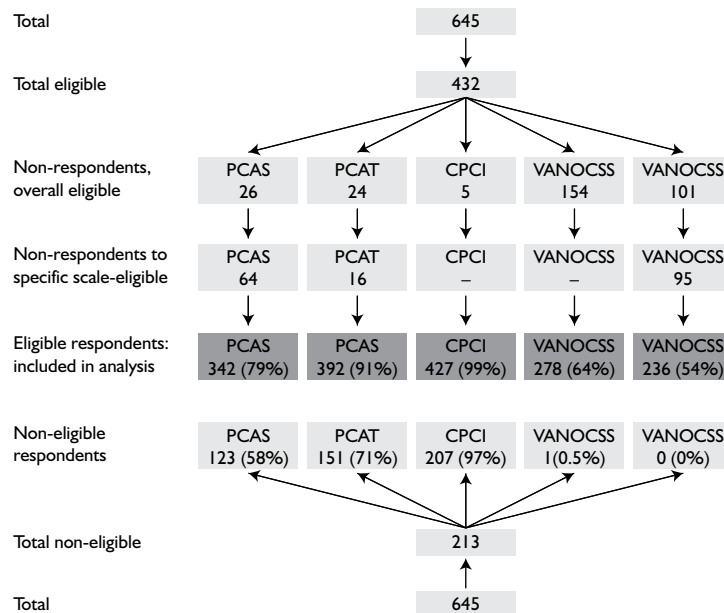 Total
645
Total eligible
432
Non-respondents,
overall eligible
PCAS
26
PCAT
24
CPCI
5
VANOCSS
154
VANOCSS
101
Non-respondents to
specific scale-eligible
PCAS
64
PCAT
16
CPCI
–
VANOCSS
–
VANOCSS
95
Eligible respondents:
included in analysis
PCAS
342 (79%)
PCAS
392 (91%)
CPCI
427 (99%)
VANOCSS
278 (64%)
VANOCSS
236 (54%)
Non-eligible
respondents
PCAS
123 (58%)
PCAT
151 (71%)
CPCI
207 (97%)
VANOCSS
1(0.5%)
VANOCSS
0 (0%)
Total non-eligible
213
Total
645